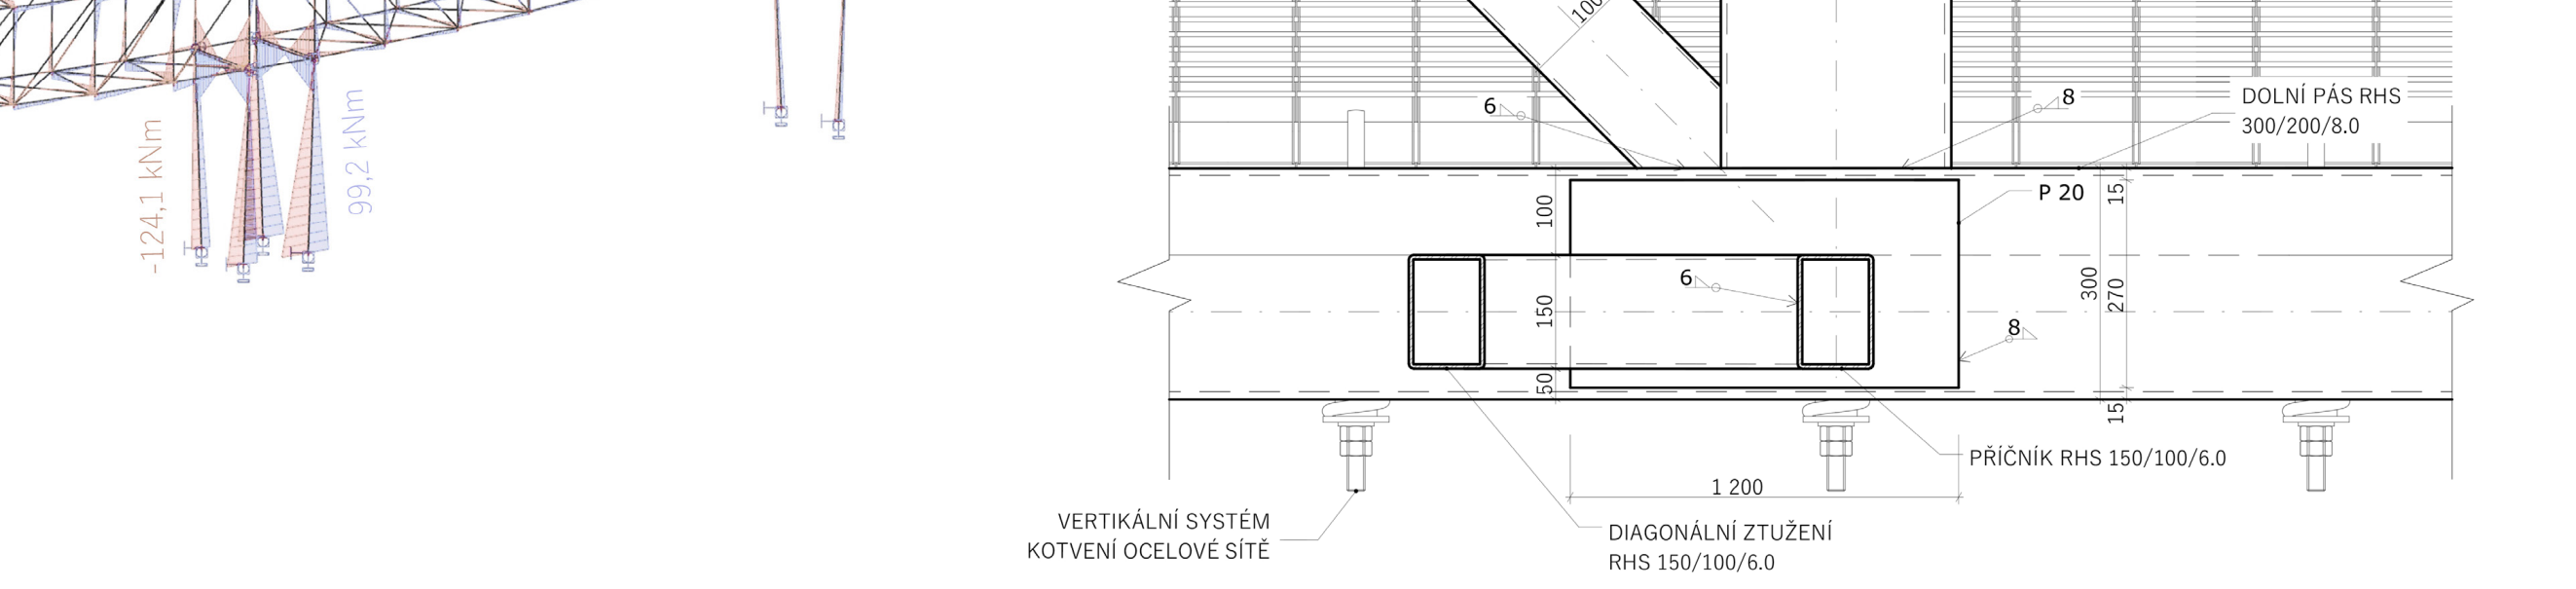 -124,1 kNm
99,2 kNm
100
6
8
DOLNÍ PÁS RHS
300/200/8.0
P 20
100
150
50
6
8
15
300
270
15
1 200
PŘÍČNÍK RHS 150/100/6.0
VERTIKÁLNÍ SYSTÉM
KOTVENÍ OCELOVÉ SÍTĚ
DIAGONÁLNÍ ZTUŽENÍ
RHS 150/100/6.0